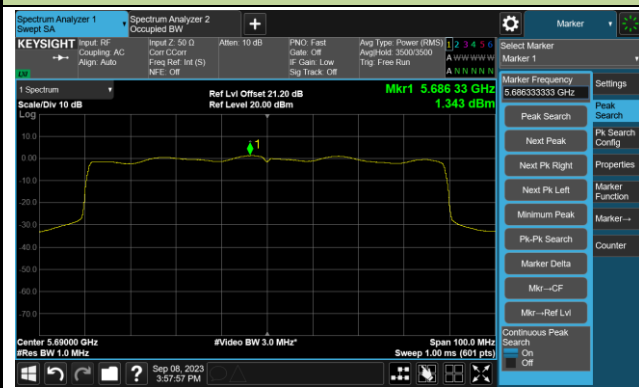 Spectrum Analyzer 1
Swept SA
Spectrum Analyzer 2
Occupied BW
+
Marker
KEYSIGHT
Input: RF
Coupling: AC
Align: Auto
Input Z: 50 Ω
Corr CCorr
Freq Ref: Int (S)
NFE: Off
Atten: 10 dB
PNO: Fast
Gate: Off
IF Gain: Low
Sig Track: Off
Avg Type: Power (RMS)
Avg|Hold: 3500/3500
Trig: Free Run
1 2 3 4 5 6
A W W W W W
A N N N N N
Select Marker
Marker 1
1 Spectrum
Scale/Div 10 dB
Log
Ref Lvl Offset 21.20 dB
Ref Level 20.00 dBm
Mkr1 5.686 33 GHz
1.343 dBm
1
10.0
0.00
-10.0
-20.0
-30.0
-40.0
-50.0
-60.0
-70.0
Center 5.69000 GHz
#Res BW 1.0 MHz
#Video BW 3.0 MHz*
Span 100.0 MHz
Sweep 1.00 ms (601 pts)
Marker Frequency
5.686333333 GHz
Peak Search
Next Peak
Next Pk Right
Next Pk Left
Minimum Peak
Pk-Pk Search
Marker Delta
Mkr→CF
Mkr→Ref Lvl
Continuous Peak
Search
On
Off
Settings
Peak
Search
Pk Search
Config
Properties
Marker
Function
Marker→
Counter
?
Sep 08, 2023
3:57:57 PM